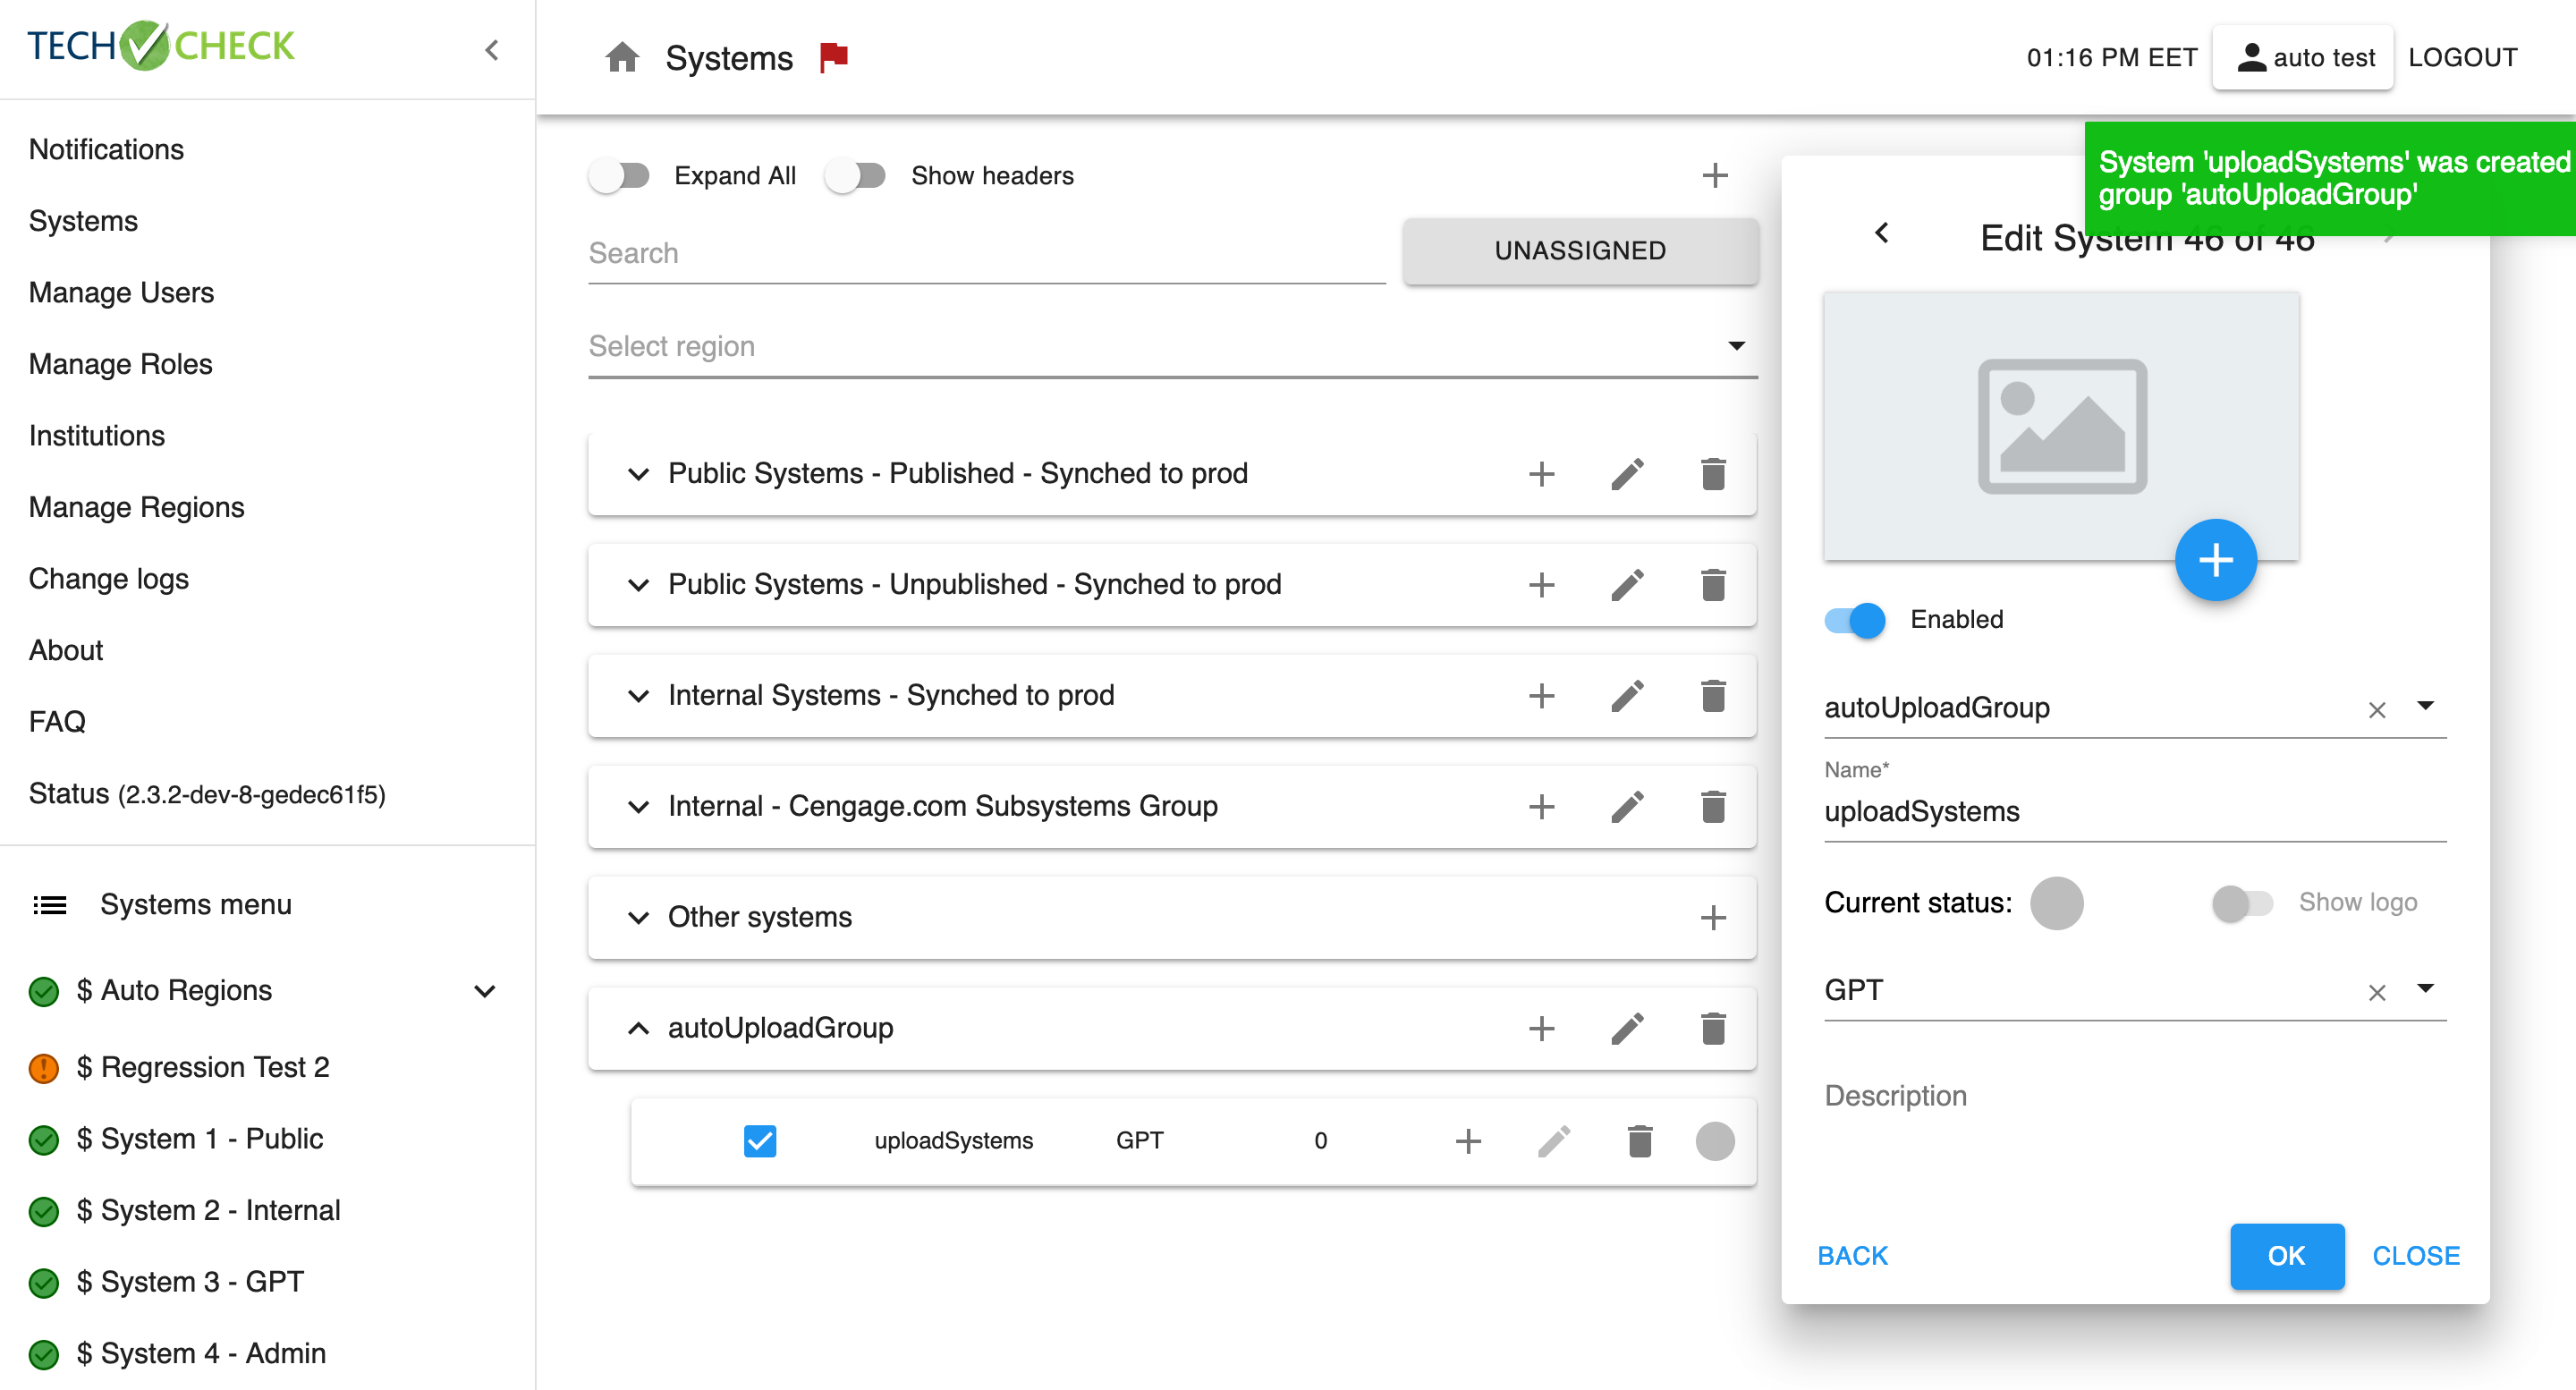 TECH CHECK
Notifications
Systems
Manage Users
Manage Roles
Institutions
Manage Regions
Change logs
About
FAQ
Status (2.3.2-dev-8-gedec61f5)
Systems menu
$ Auto Regions
$ Regression Test 2
$ System 1 - Public
$ System 2 - Internal
$ System 3 - GPT
$ System 4 - Admin
Systems
01:16 PM EET
auto test
LOGOUT
Expand All
Show headers
Search
UNASSIGNED
Select region
Public Systems - Published - Synched to prod
Public Systems - Unpublished - Synched to prod
Internal Systems - Synched to prod
Internal - Cengage.com Subsystems Group
Other systems
autoUploadGroup
uploadSystems GPT 0
System 'uploadSystems' was created
group 'autoUploadGroup'
Edit System 46 of 46
Enabled
autoUploadGroup
Name*
uploadSystems
Current status:
Show logo
GPT
Description
BACK
OK
CLOSE